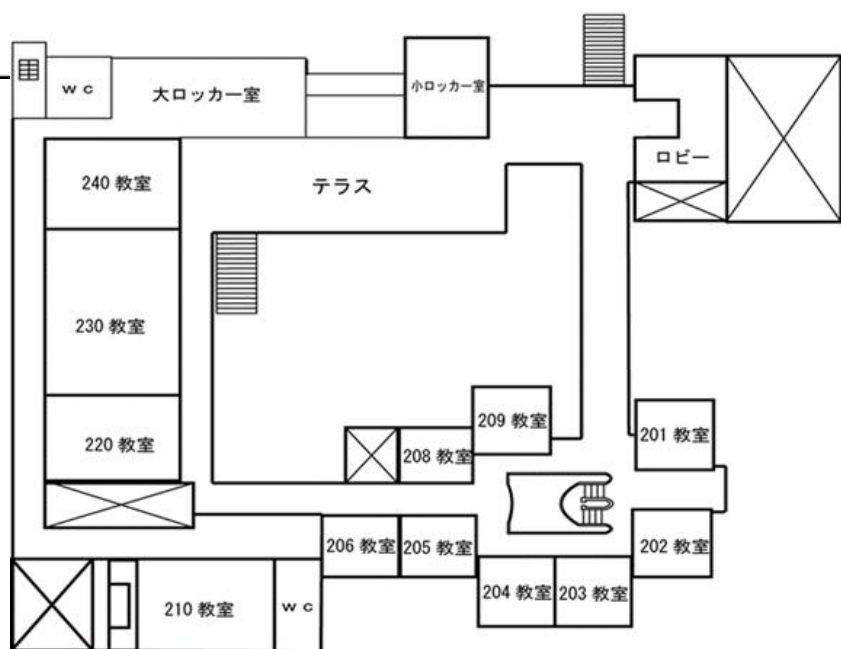 ＷＣ
大ロッカー室
小ロッカー室
ロビー
240 教室
テラス
230 教室
220 教室
209 教室
208 教室
201 教室
206 教室
205 教室
202 教室
204 教室
203 教室
210 教室
ＷＣ